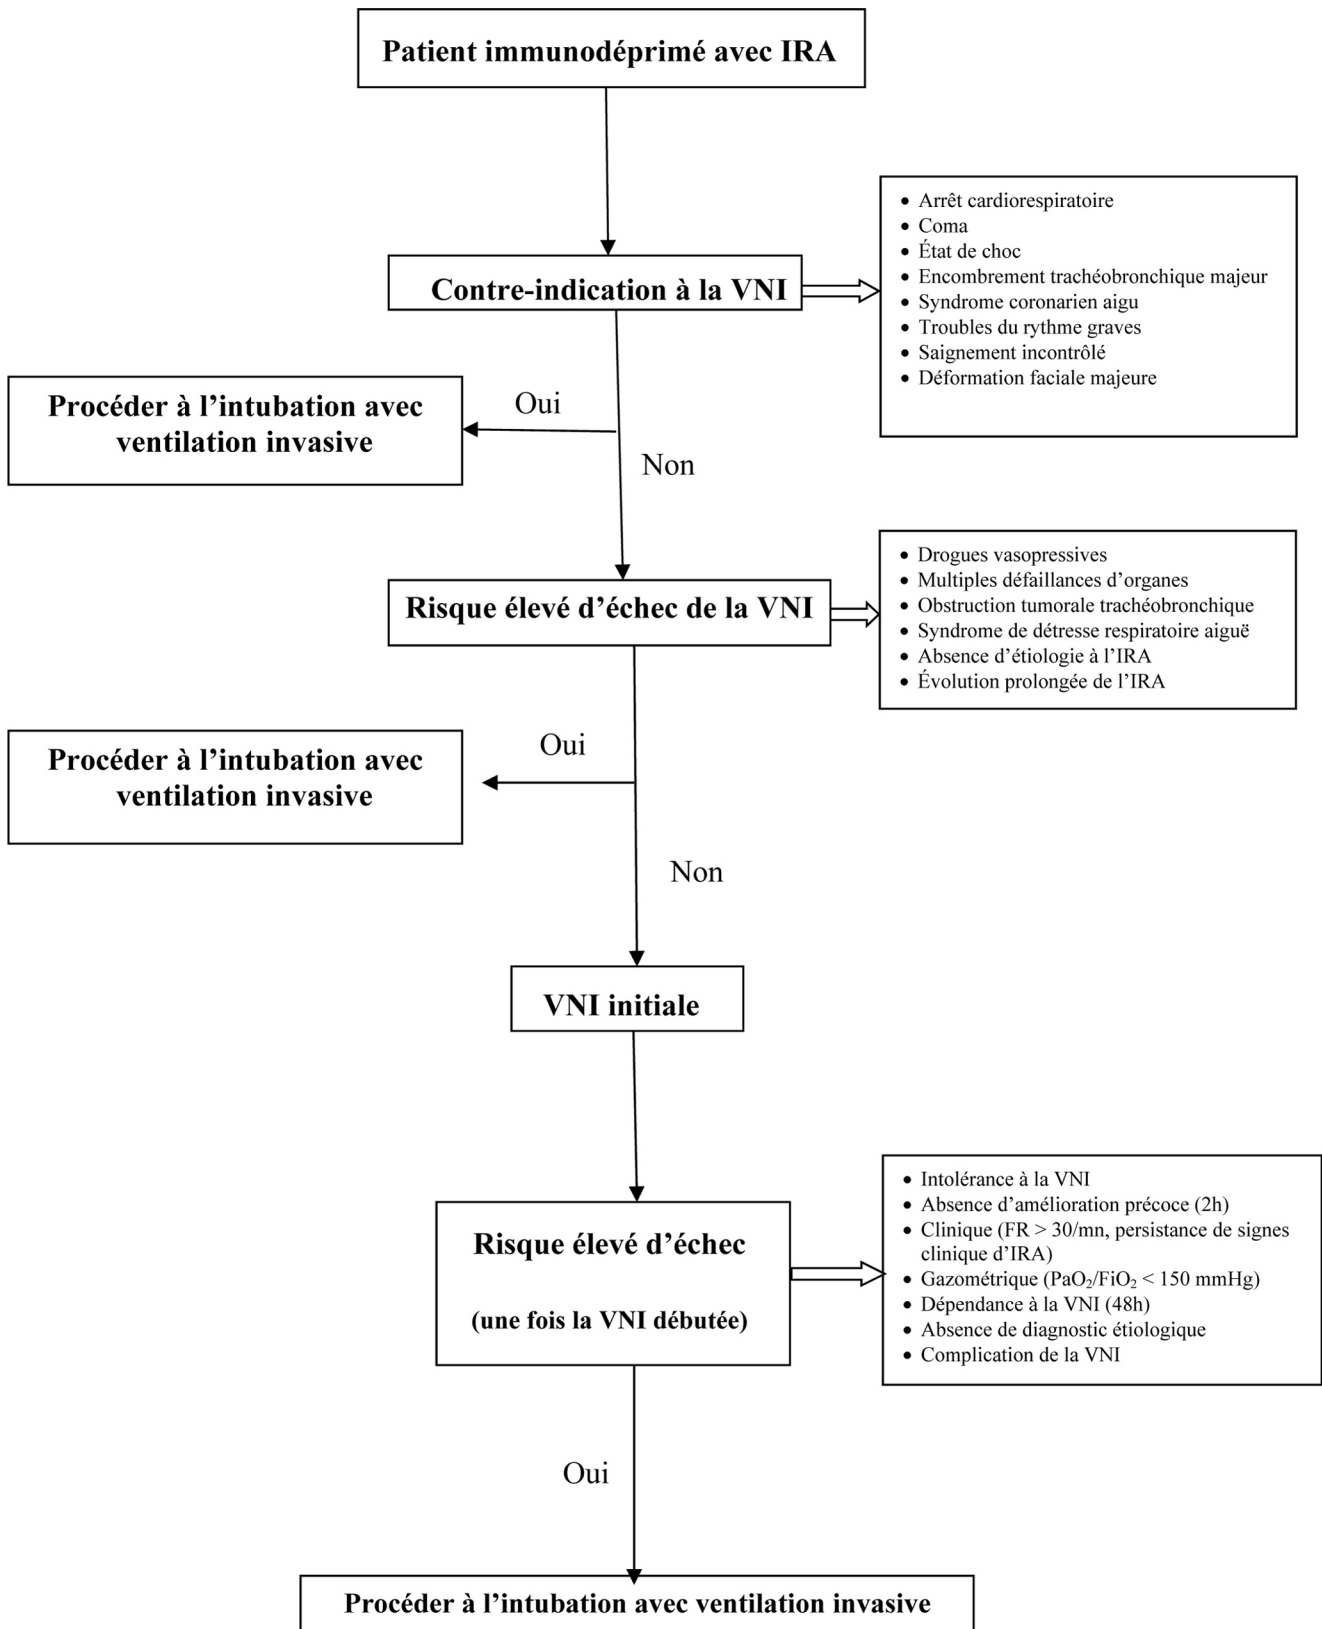 Patient immunodéprimé avec IRA
• Arrêt cardiorespiratoire
• Coma
• État de choc
• Encombrement trachéobronchique majeur
• Syndrome coronarien aigu
• Troubles du rythme graves
• Saignement incontrôlé
• Déformation faciale majeure
Contre-indication à la VNI
Oui
Procéder à l’intubation avec
ventilation invasive
Non
• Drogues vasopressives
• Multiples défaillances d’organes
• Obstruction tumorale trachéobronchique
• Syndrome de détresse respiratoire aiguë
• Absence d’étiologie à l’IRA
• Évolution prolongée de l’IRA
Risque élevé d’échec de la VNI
Oui
Procéder à l’intubation avec
ventilation invasive
Non
VNI initiale
• Intolérance à la VNI
• Absence d’amélioration précoce (2h)
• Clinique (FR > 30/mn, persistance de signes
clinique d’IRA)
• Gazométrique (PaO₂/FiO₂ < 150 mmHg)
• Dépendance à la VNI (48h)
• Absence de diagnostic étiologique
• Complication de la VNI
Risque élevé d’échec
(une fois la VNI débutée)
Oui
Procéder à l’intubation avec ventilation invasive